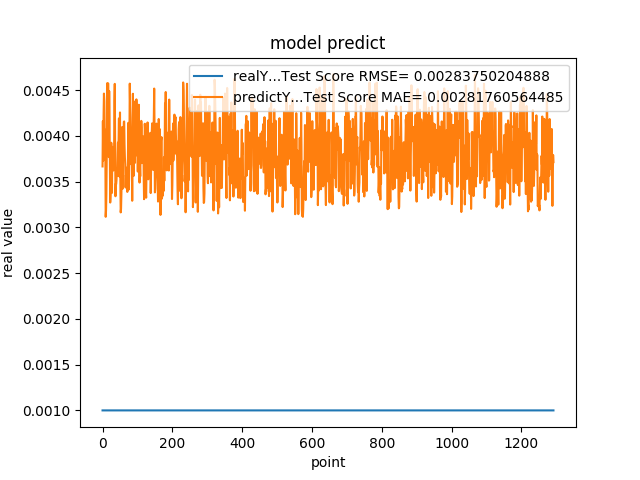 model predict
realY...Test Score RMSE= 0.00283750204888
predictY...Test Score MAE= 0.00281760564485
0.0045
0.0040
0.0035
0.0030
0.0025
0.0020
0.0015
0.0010
real value
0 200 400 600 800 1000 1200
point